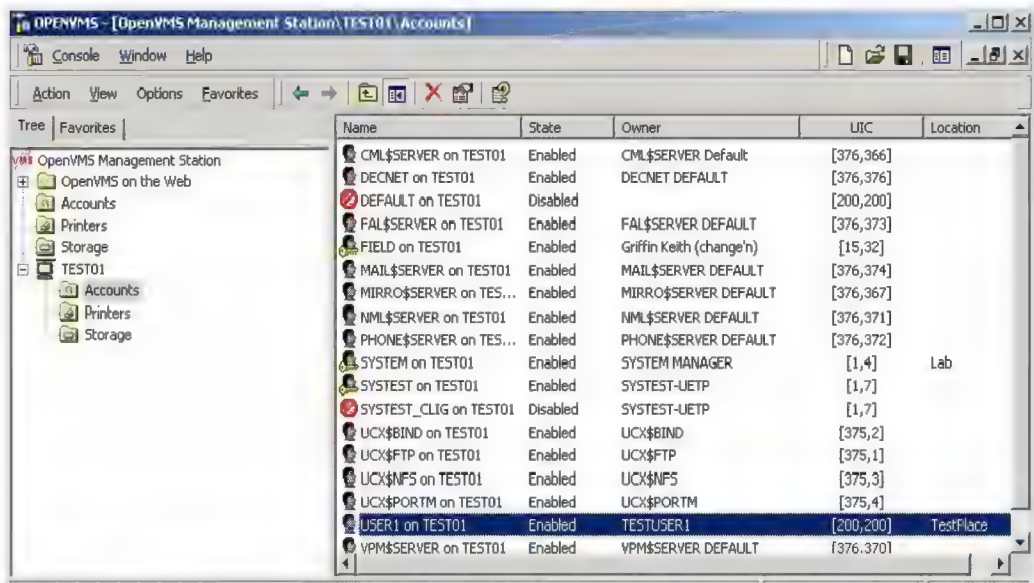 OPENVMS - [OpenVMS Management Station\TEST01\Accounts]
Console Window Help
Action View Options Favorites
Tree Favorites
OpenVMS Management Station
OpenVMS on the Web
Accounts
Printers
Storage
TEST01
Accounts
Printers
Storage
Name State Owner UIC Location
CML$SERVER on TEST01 Enabled CML$SERVER Default [376,366]
DECNET on TEST01 Enabled DECNET DEFAULT [376,376]
DEFAULT on TEST01 Disabled [200,200]
FAL$SERVER on TEST01 Enabled FAL$SERVER DEFAULT [376,373]
FIELD on TEST01 Enabled Griffin Keith (change'n) [15,32]
MAIL$SERVER on TEST01 Enabled MAIL$SERVER DEFAULT [376,374]
MIRRO$SERVER on TES... Enabled MIRRO$SERVER DEFAULT [376,367]
NML$SERVER on TEST01 Enabled NML$SERVER DEFAULT [376,371]
PHONE$SERVER on TES... Enabled PHONE$SERVER DEFAULT [376,372]
SYSTEM on TEST01 Enabled SYSTEM MANAGER [1,4] Lab
SYSTEST on TEST01 Enabled SYSTEST-UETP [1,7]
SYSTEST_CLIG on TEST01 Disabled SYSTEST-UETP [1,7]
UCX$BIND on TEST01 Enabled UCX$BIND [375,2]
UCX$FTP on TEST01 Enabled UCX$FTP [375,1]
UCX$NFS on TEST01 Enabled UCX$NFS [375,3]
UCX$PORTM on TEST01 Enabled UCX$PORTM [375,4]
USER1 on TEST01 Enabled TESTUSER1 [200,200] TestPlace
VPM$SERVER on TEST01 Enabled VPM$SERVER DEFAULT [376,370]